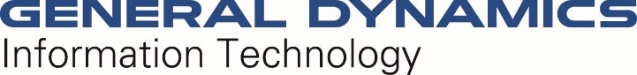 GENERAL DYNAMICS
Information Technology